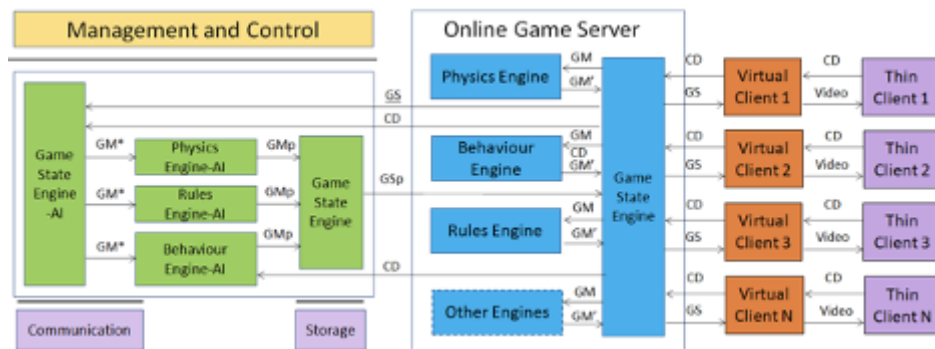 Management and Control
Online Game Server
Game
State
Engine
-AI
GM*
GM*
GM*
Physics
Engine-AI
Rules
Engine-AI
Behaviour
Engine-AI
GMp
GMp
GMp
Game
State
Engine
GS
CD
GSp
CD
Communication
Storage
Physics Engine
Behaviour
Engine
Rules Engine
Other Engines
GM
GM'
GM
CD
GM'
GM
GM'
GM
GM'
Game
State
Engine
CD
GS
CD
GS
CD
GS
CD
GS
Virtual
Client 1
Virtual
Client 2
Virtual
Client 3
Virtual
Client N
CD
Video
CD
Video
CD
Video
CD
Video
Thin
Client 1
Thin
Client 2
Thin
Client 3
Thin
Client N